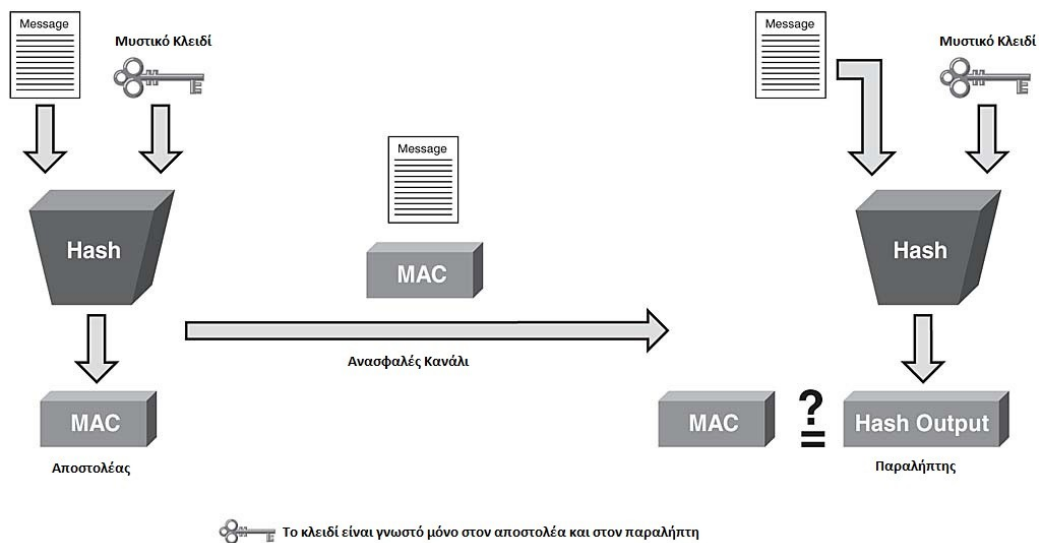 Message
Μυστικό Κλειδί
Message
Μυστικό Κλειδί
Message
Hash
MAC
Hash
Ανασφαλές Κανάλι
MAC
MAC
?
=
Hash Output
Αποστολέας
Παραλήπτης
Το κλειδί είναι γνωστό μόνο στον αποστολέα και στον παραλήπτη